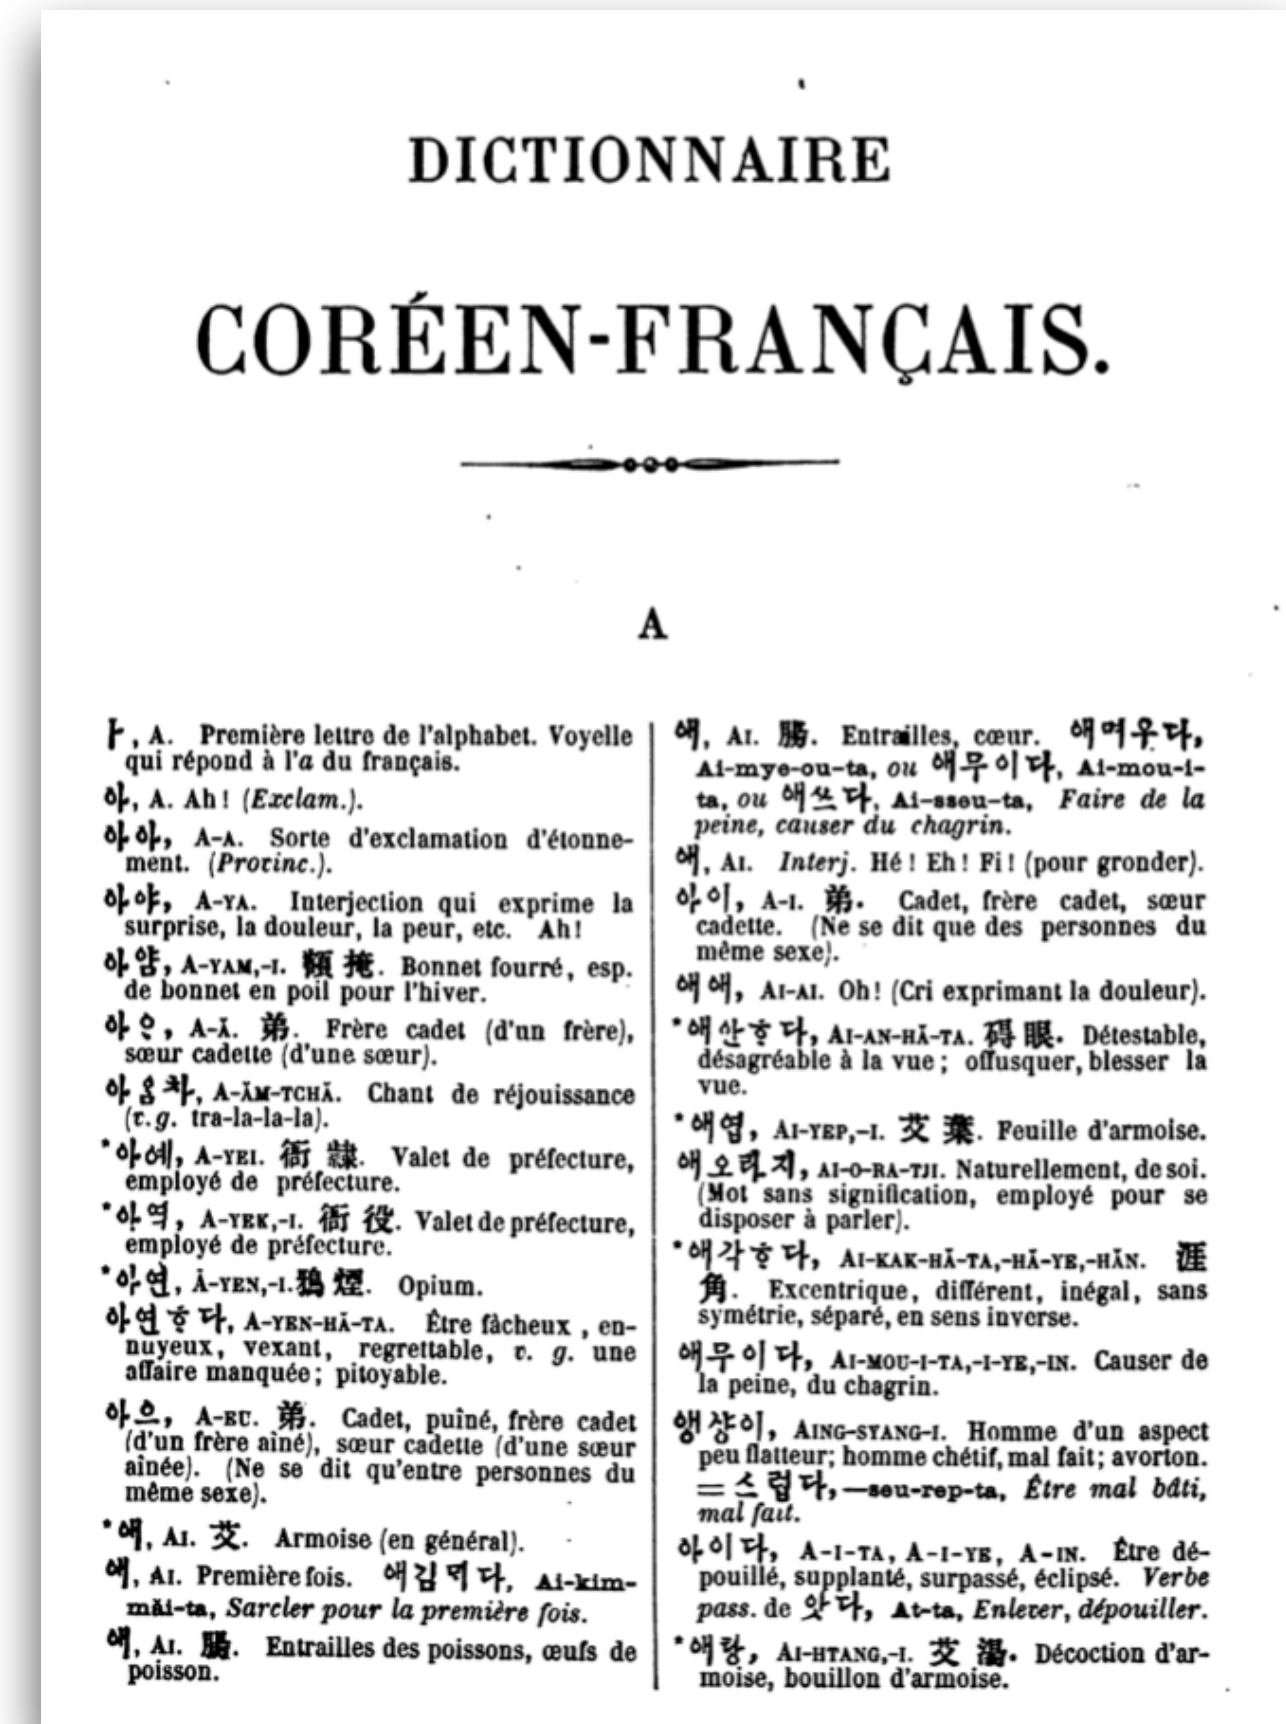 DICTIONNAIRE
CORÉEN-FRANÇAIS.
A
ㅏ, A. Première lettre de l'alphabet. Voyelle
qui répond à l'a du français.
아, A. Ah! (Exclam.).
아아, A-A. Sorte d'exclamation d'étonne-
ment. (Provinc.).
아야, A-YA. Interjection qui exprime la
surprise, la douleur, la peur, etc. Ah!
아얌, A-YAM,-I. 額掩. Bonnet fourré, esp.
de bonnet en poil pour l'hiver.
아ᄋᆞ, A-Ă. 弟. Frère cadet (d'un frère),
sœur cadette (d'une sœur).
아ᄋᆞᆷ차, A-ĂM-TCHĂ. Chant de réjouissance
(v.g. tra-la-la-la).
*아예, A-YEI. 衙隸. Valet de préfecture,
employé de préfecture.
*아역, A-YEK,-I. 衙役. Valet de préfecture,
employé de préfecture.
*아연, Ă-YEN,-I. 鴉煙. Opium.
아연ᄒᆞ다, A-YEN-HĂ-TA. Être fâcheux, en-
nuyeux, vexant, regrettable, v. g. une
affaire manquée; pitoyable.
아으, A-EU. 弟. Cadet, puîné, frère cadet
(d'un frère aîné), sœur cadette (d'une sœur
aînée). (Ne se dit qu'entre personnes du
même sexe).
*애, AI. 艾. Armoise (en général).
애, AI. Première fois. 애김ᄆᆡ다, Ai-kim-
măi-ta, Sarcler pour la première fois.
애, AI. 腸. Entrailles des poissons, œufs de
poisson.
애, AI. 腸. Entrailles, cœur. 애며우다,
Ai-mye-ou-ta, ou 애무이다, Ai-mou-i-
ta, ou 애쓰다, Ai-sseu-ta, Faire de la
peine, causer du chagrin.
애, AI. Interj. Hé! Eh! Fi! (pour gronder).
아이, A-I. 弟. Cadet, frère cadet, sœur
cadette. (Ne se dit que des personnes du
même sexe).
애애, AI-AI. Oh! (Cri exprimant la douleur).
*애안ᄒᆞ다, AI-AN-HĂ-TA. 碍眼. Détestable,
désagréable à la vue; offusquer, blesser la
vue.
*애엽, AI-YEP,-I. 艾葉. Feuille d'armoise.
애오라지, AI-O-RA-TJI. Naturellement, de soi.
(Mot sans signification, employé pour se
disposer à parler).
*애각ᄒᆞ다, AI-KAK-HĂ-TA,-HĂ-YE,-HĂN. 涯
角. Excentrique, différent, inégal, sans
symétrie, séparé, en sens inverse.
애무이다, AI-MOU-I-TA,-I-YE,-IN. Causer de
la peine, du chagrin.
앵샹이, AING-SYANG-I. Homme d'un aspect
peu flatteur; homme chétif, mal fait; avorton.
=스럽다, —seu-rep-ta, Être mal bâti,
mal fait.
아이다, A-I-TA, A-I-YE, A-IN. Être dé-
pouillé, supplanté, surpassé, éclipsé. Verbe
pass. de 앗다, At-ta, Enlever, dépouiller.
*애탕, AI-HTANG,-I. 艾湯. Décoction d'ar-
moise, bouillon d'armoise.